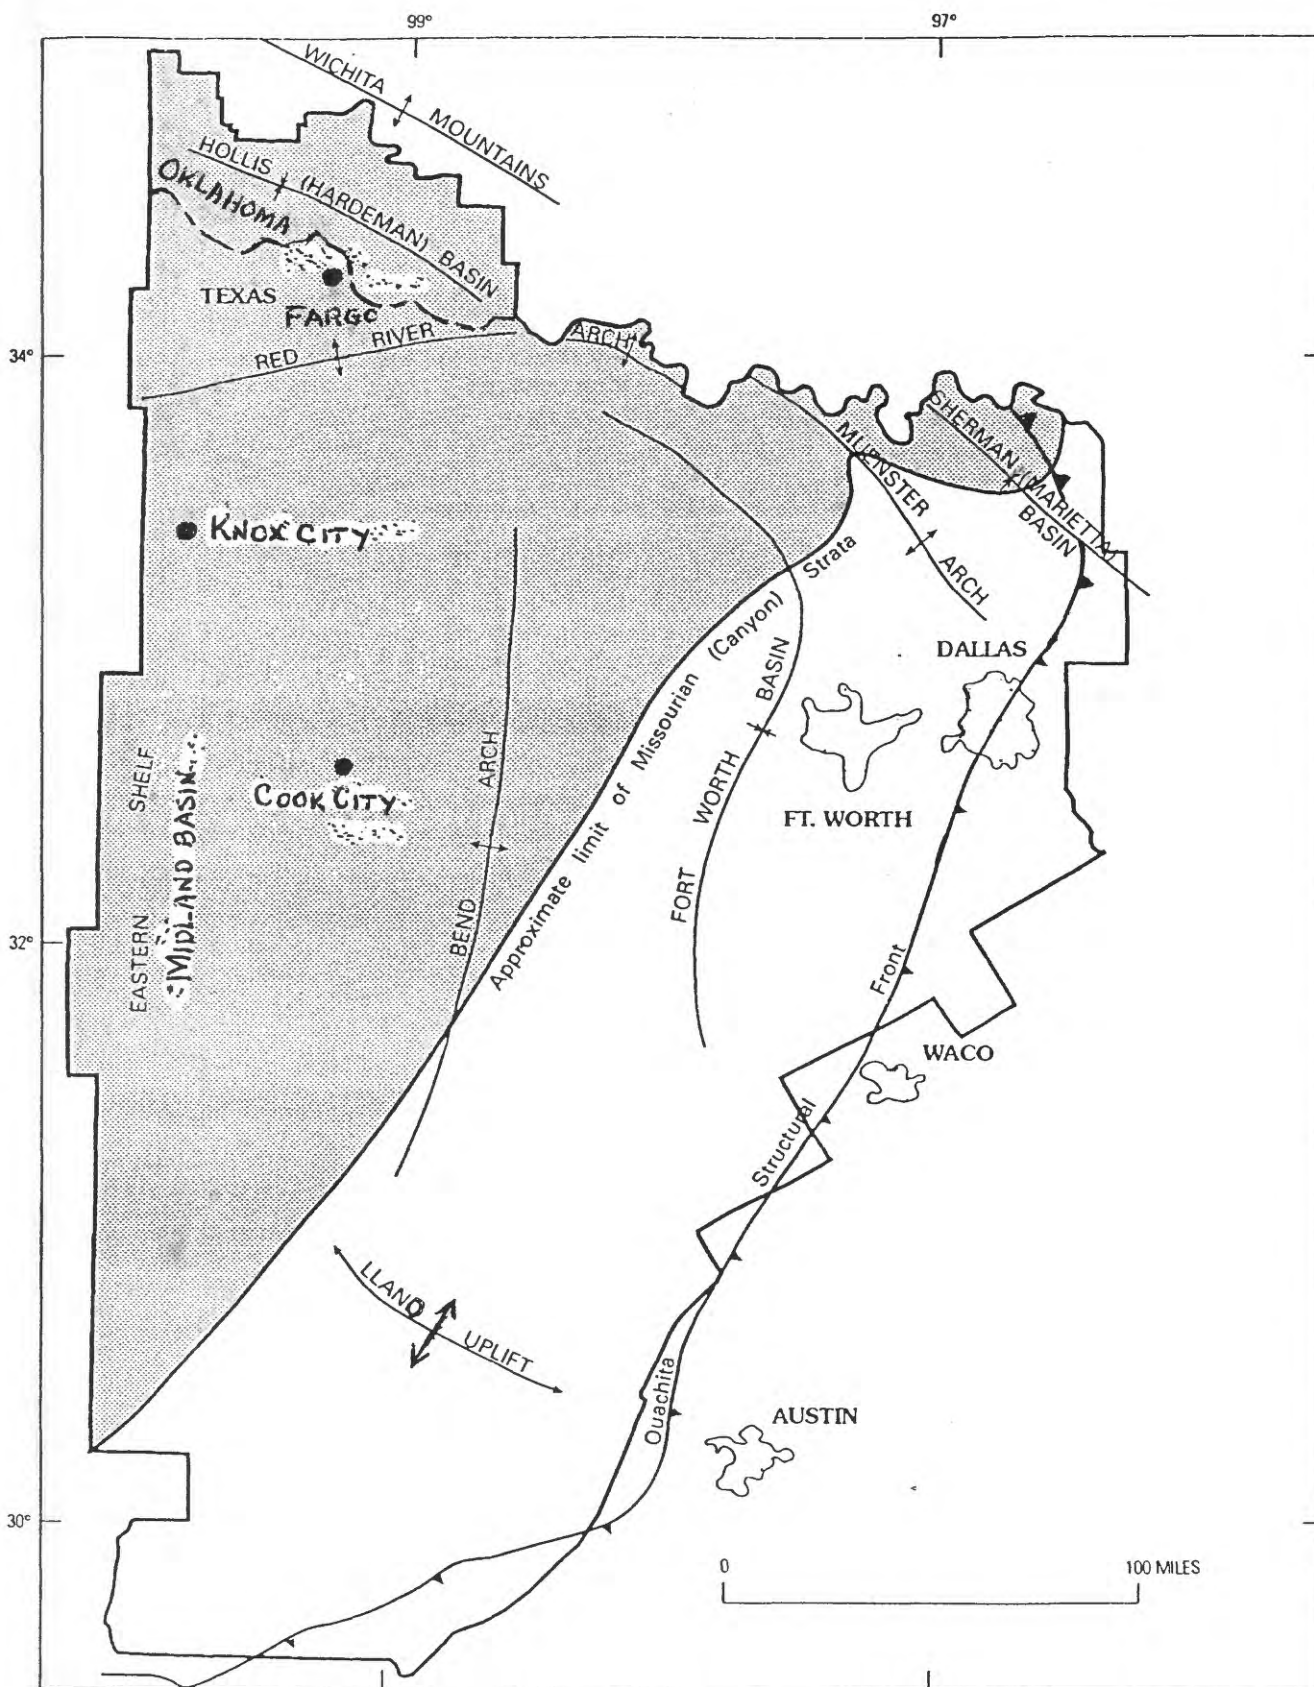 99°
97°
WICHITA MOUNTAINS
HOLLIS (HARDEMAN) BASIN
OKLAHOMA
TEXAS
FARGO
RED RIVER ARCH
34°
MUENSTER ARCH
SHERMAN (MARIETTA) BASIN
KNOX CITY
Approximate limit of Missourian (Canyon) Strata
DALLAS
FORT WORTH BASIN
FT. WORTH
BEND ARCH
COOK CITY
EASTERN SHELF
MIDLAND BASIN
32°
Ouachita Structural Front
WACO
LLANO UPLIFT
AUSTIN
30°
0
100 MILES